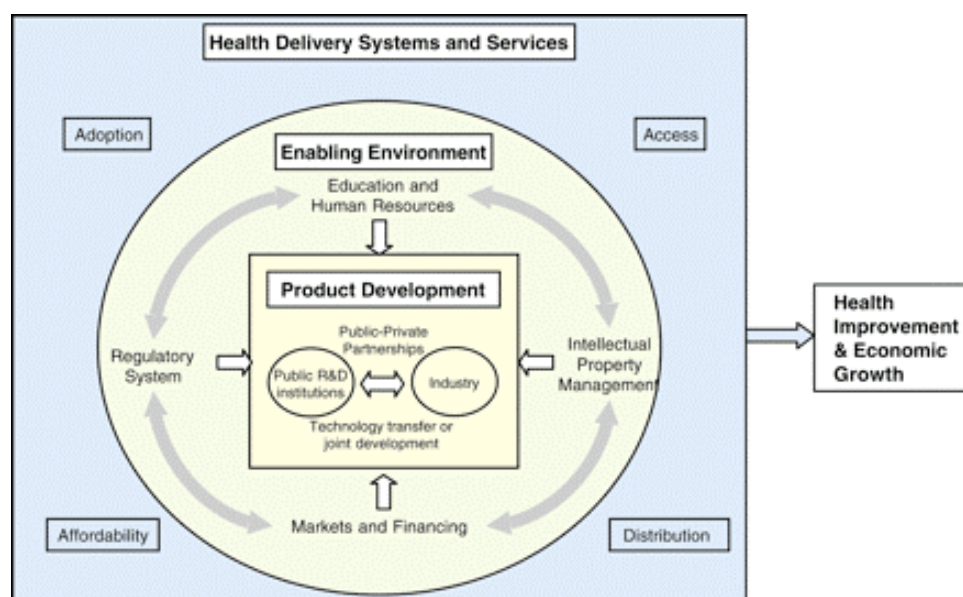 Health Delivery Systems and Services
Adoption
Access
Enabling Environment
Education and
Human Resources
Product Development
Public-Private
Partnerships
Regulatory
System
Public R&D
institutions
Industry
Intellectual
Property
Management
Technology transfer or
joint development
Markets and Financing
Affordability
Distribution
Health
Improvement
& Economic
Growth